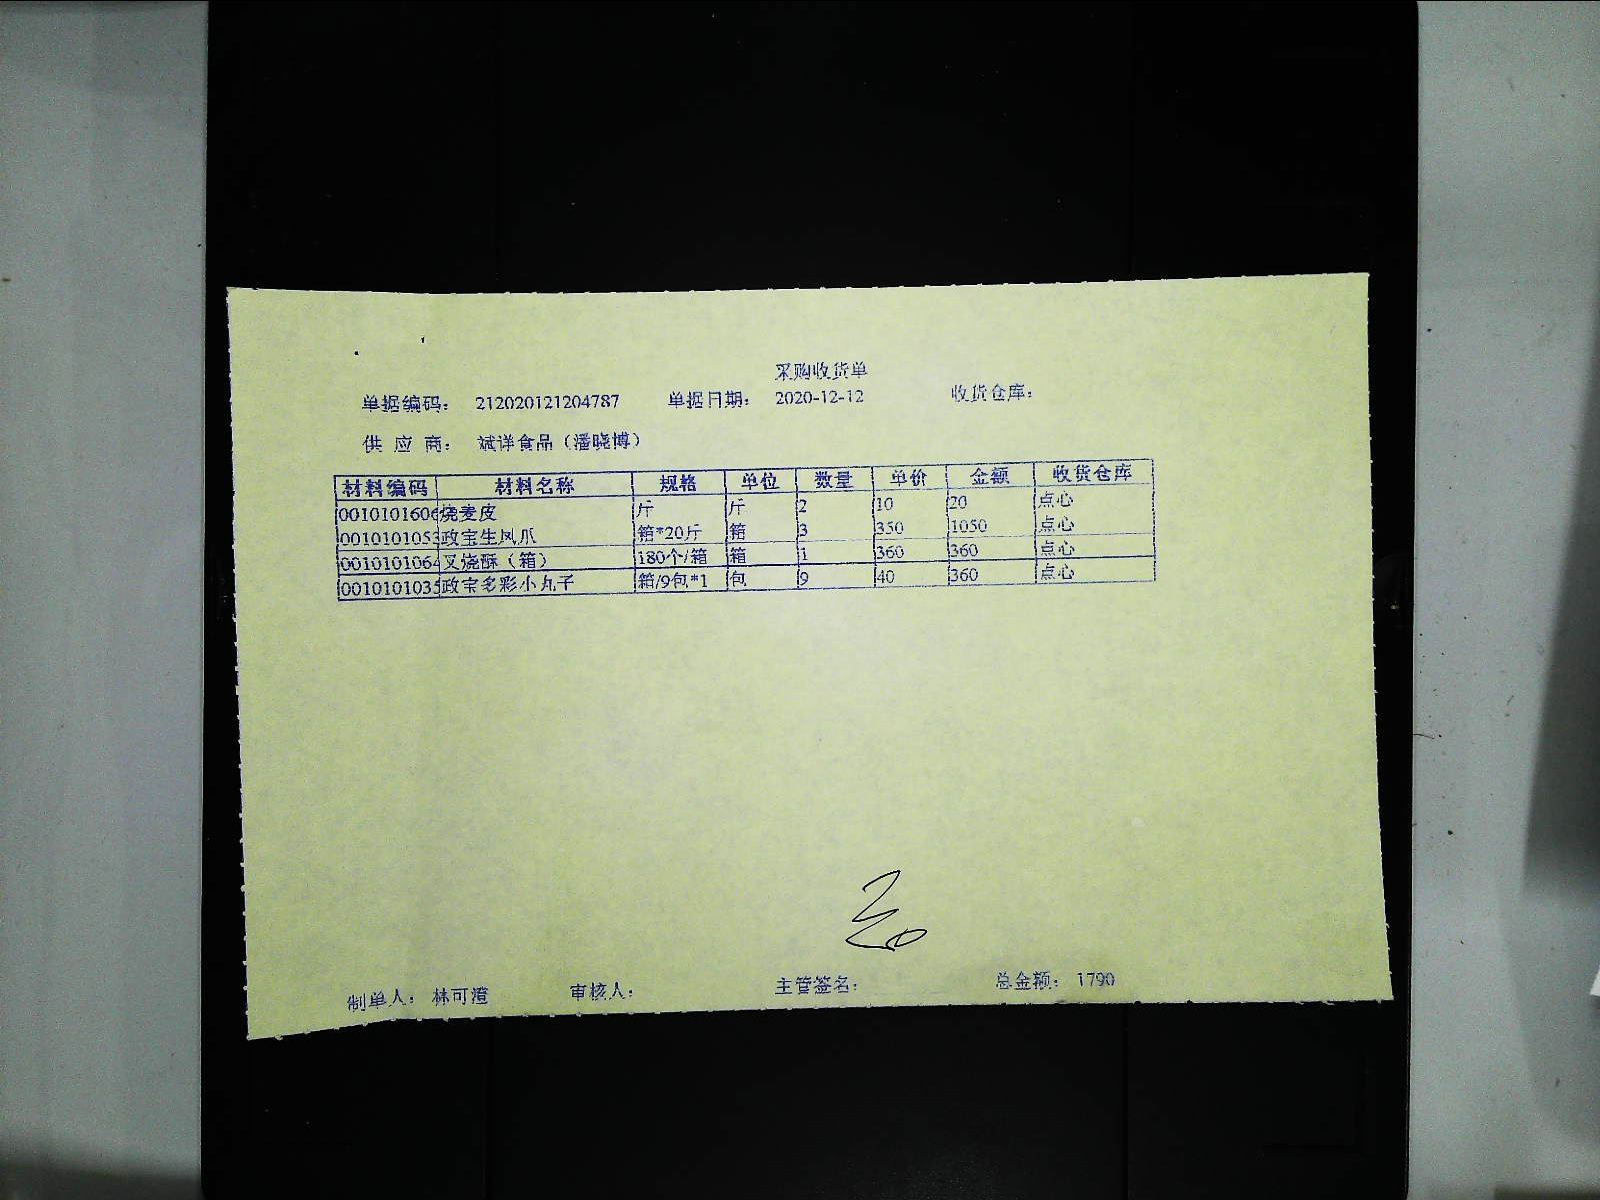 采购收货单
单据编码： 212020121204787 单据日期： 2020-12-12 收货仓库：
供 应 商： 斌详食品（潘晓博）
材料编码 材料名称 规格 单位 数量 单价 金额 收货仓库
0010101606 烧麦皮 斤 斤 2 10 20 点心
0010101053 政宝生凤爪 箱*20斤 箱 3 350 1050 点心
0010101064 叉烧酥（箱） 180个/箱 箱 1 360 360 点心
0010101035 政宝多彩小丸子 箱/9包*1 包 9 40 360 点心
制单人： 林可澄 审核人： 主管签名： 总金额： 1790